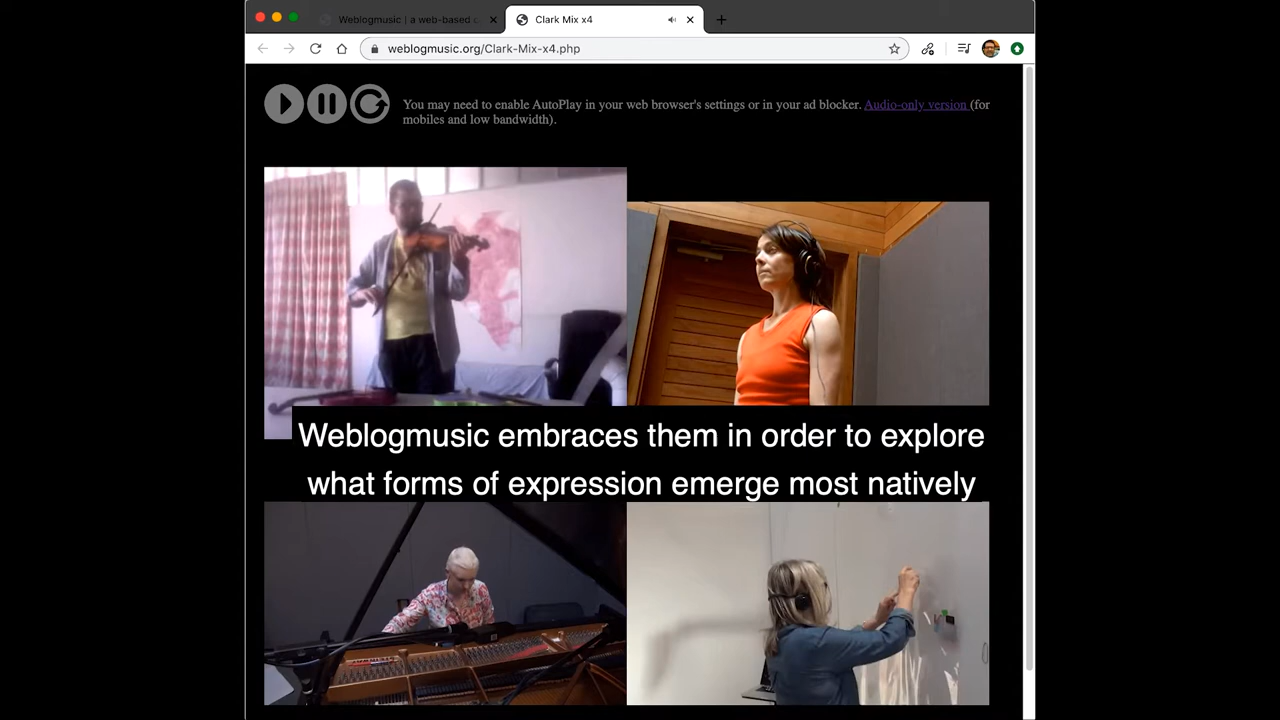 Weblogmusic | a web-based c
Clark Mix x4
weblogmusic.org/Clark-Mix-x4.php
You may need to enable AutoPlay in your web browser's settings or in your ad blocker. Audio-only version (for
mobiles and low bandwidth).
Weblogmusic embraces them in order to explore
what forms of expression emerge most natively